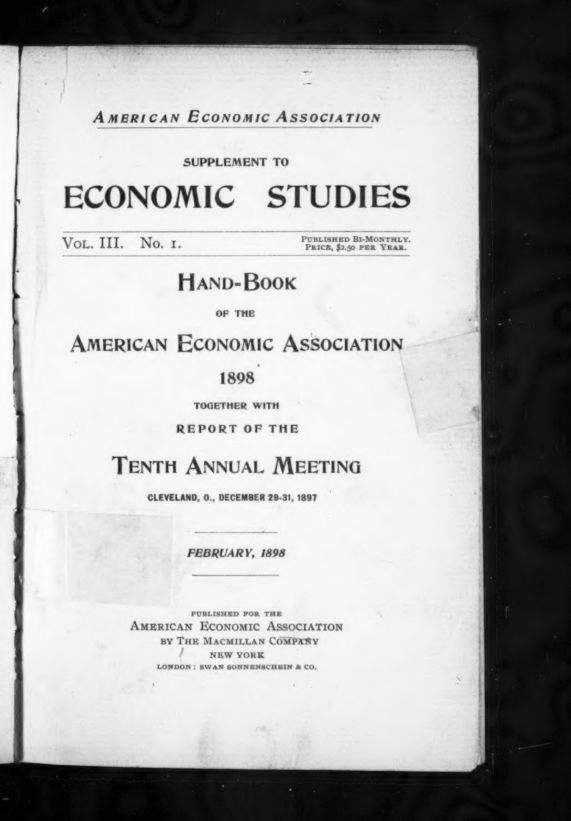 AMERICAN ECONOMIC ASSOCIATION
SUPPLEMENT TO
ECONOMIC STUDIES
VOL. III. No. 1.
PUBLISHED BI-MONTHLY.
PRICE, $2.50 PER YEAR.
HAND-BOOK
OF THE
AMERICAN ECONOMIC ASSOCIATION
1898
TOGETHER WITH
REPORT OF THE
TENTH ANNUAL MEETING
CLEVELAND, O., DECEMBER 29-31, 1897
FEBRUARY, 1898
PUBLISHED FOR THE
AMERICAN ECONOMIC ASSOCIATION
BY THE MACMILLAN COMPANY
NEW YORK
LONDON: SWAN SONNENSCHEIN & CO.